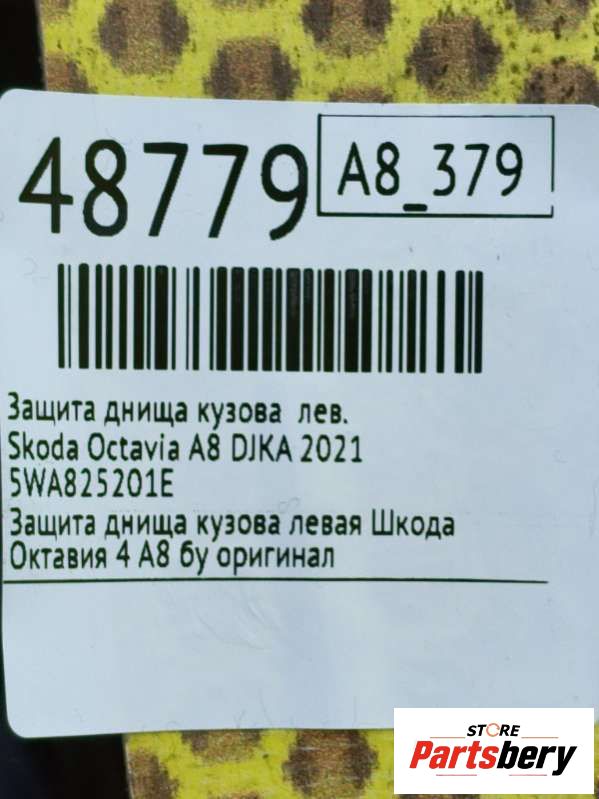 48779
A8_379
Защита днища кузова лев.
Skoda Octavia A8 DJKA 2021
5WA825201E
Защита днища кузова левая Шкода
Октавия 4 А8 бу оригинал
STORE
Partsbery